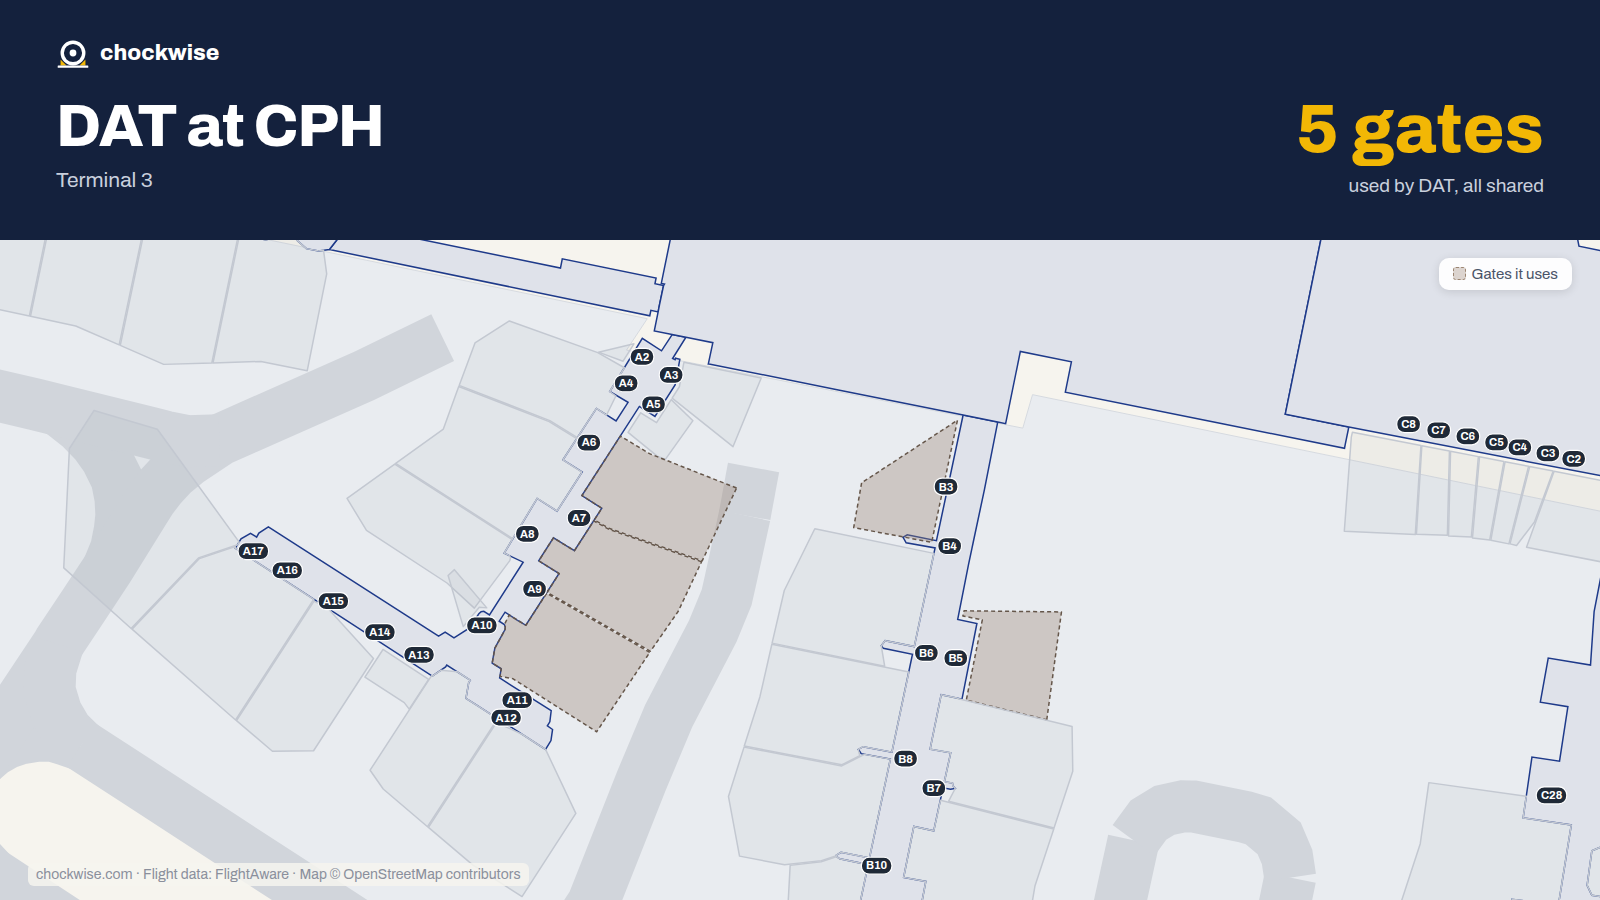 chockwise
DAT at CPH
Terminal 3
5 gates
used by DAT, all shared
Gates it uses
A2
A3
A4
A5
A6
A7
A8
A9
A10
A11
A12
A13
A14
A15
A16
A17
B3
B4
B6
B5
B8
B7
B10
C8
C7
C6
C5
C4
C3
C2
C28
chockwise.com · Flight data: FlightAware · Map © OpenStreetMap contributors